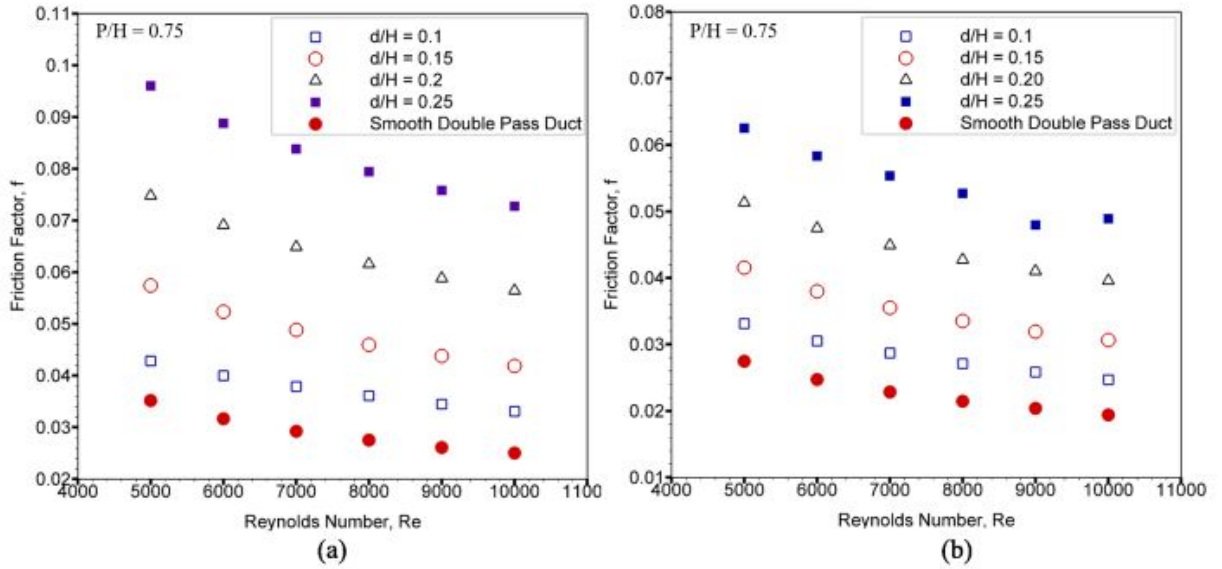 P/H = 0.75
d/H = 0.1
d/H = 0.15
d/H = 0.2
d/H = 0.25
Smooth Double Pass Duct
Friction Factor, f
0.11
0.1
0.09
0.08
0.07
0.06
0.05
0.04
0.03
0.02
4000 5000 6000 7000 8000 9000 10000 1100
Reynolds Number, Re
(a)
P/H = 0.75
d/H = 0.1
d/H = 0.15
d/H = 0.20
d/H = 0.25
Smooth Double Pass Duct
Friction Factor, f
0.08
0.07
0.06
0.05
0.04
0.03
0.02
0.01
4000 5000 6000 7000 8000 9000 10000 11000
Reynolds Number, Re
(b)